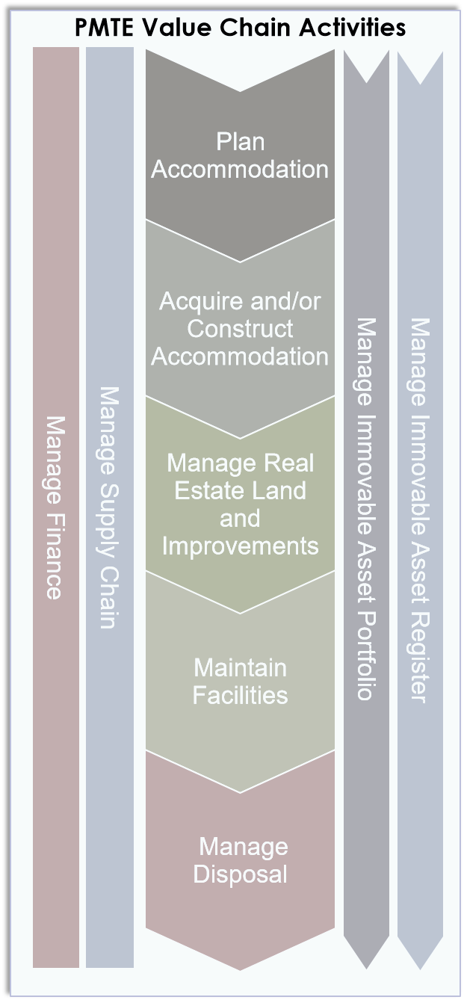 PMTE Value Chain Activities
Manage Finance
Manage Supply Chain
Plan
Accommodation
Acquire and/or
Construct
Accommodation
Manage Real
Estate Land
and
Improvements
Maintain
Facilities
Manage
Disposal
Manage Immovable Asset Portfolio
Manage Immovable Asset Register